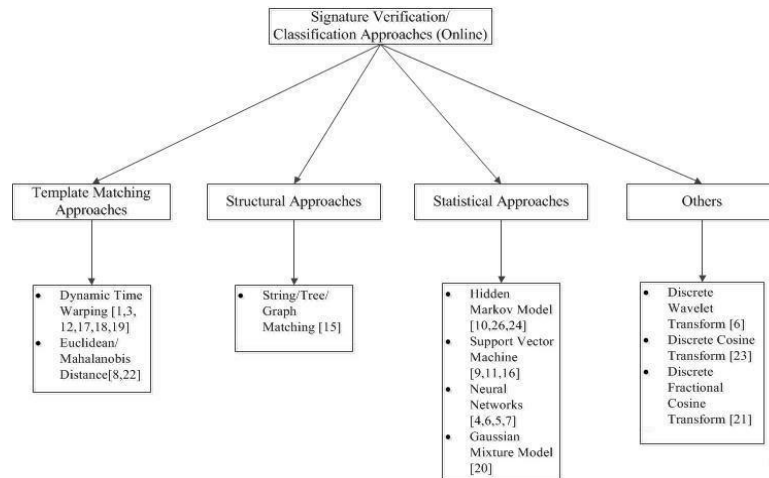 Signature Verification/
Classification Approaches (Online)
Template Matching
Approaches
Structural Approaches
Statistical Approaches
Others
• Dynamic Time
Warping [1,3,
12,17,18,19]
• Euclidean/
Mahalanobis
Distance[8,22]
• String/Tree/
Graph
Matching [15]
• Hidden
Markov Model
[10,26,24]
• Support Vector
Machine
[9,11,16]
• Neural
Networks
[4,6,5,7]
• Gaussian
Mixture Model
[20]
• Discrete
Wavelet
Transform [6]
• Discrete Cosine
Transform [23]
• Discrete
Fractional
Cosine
Transform [21]